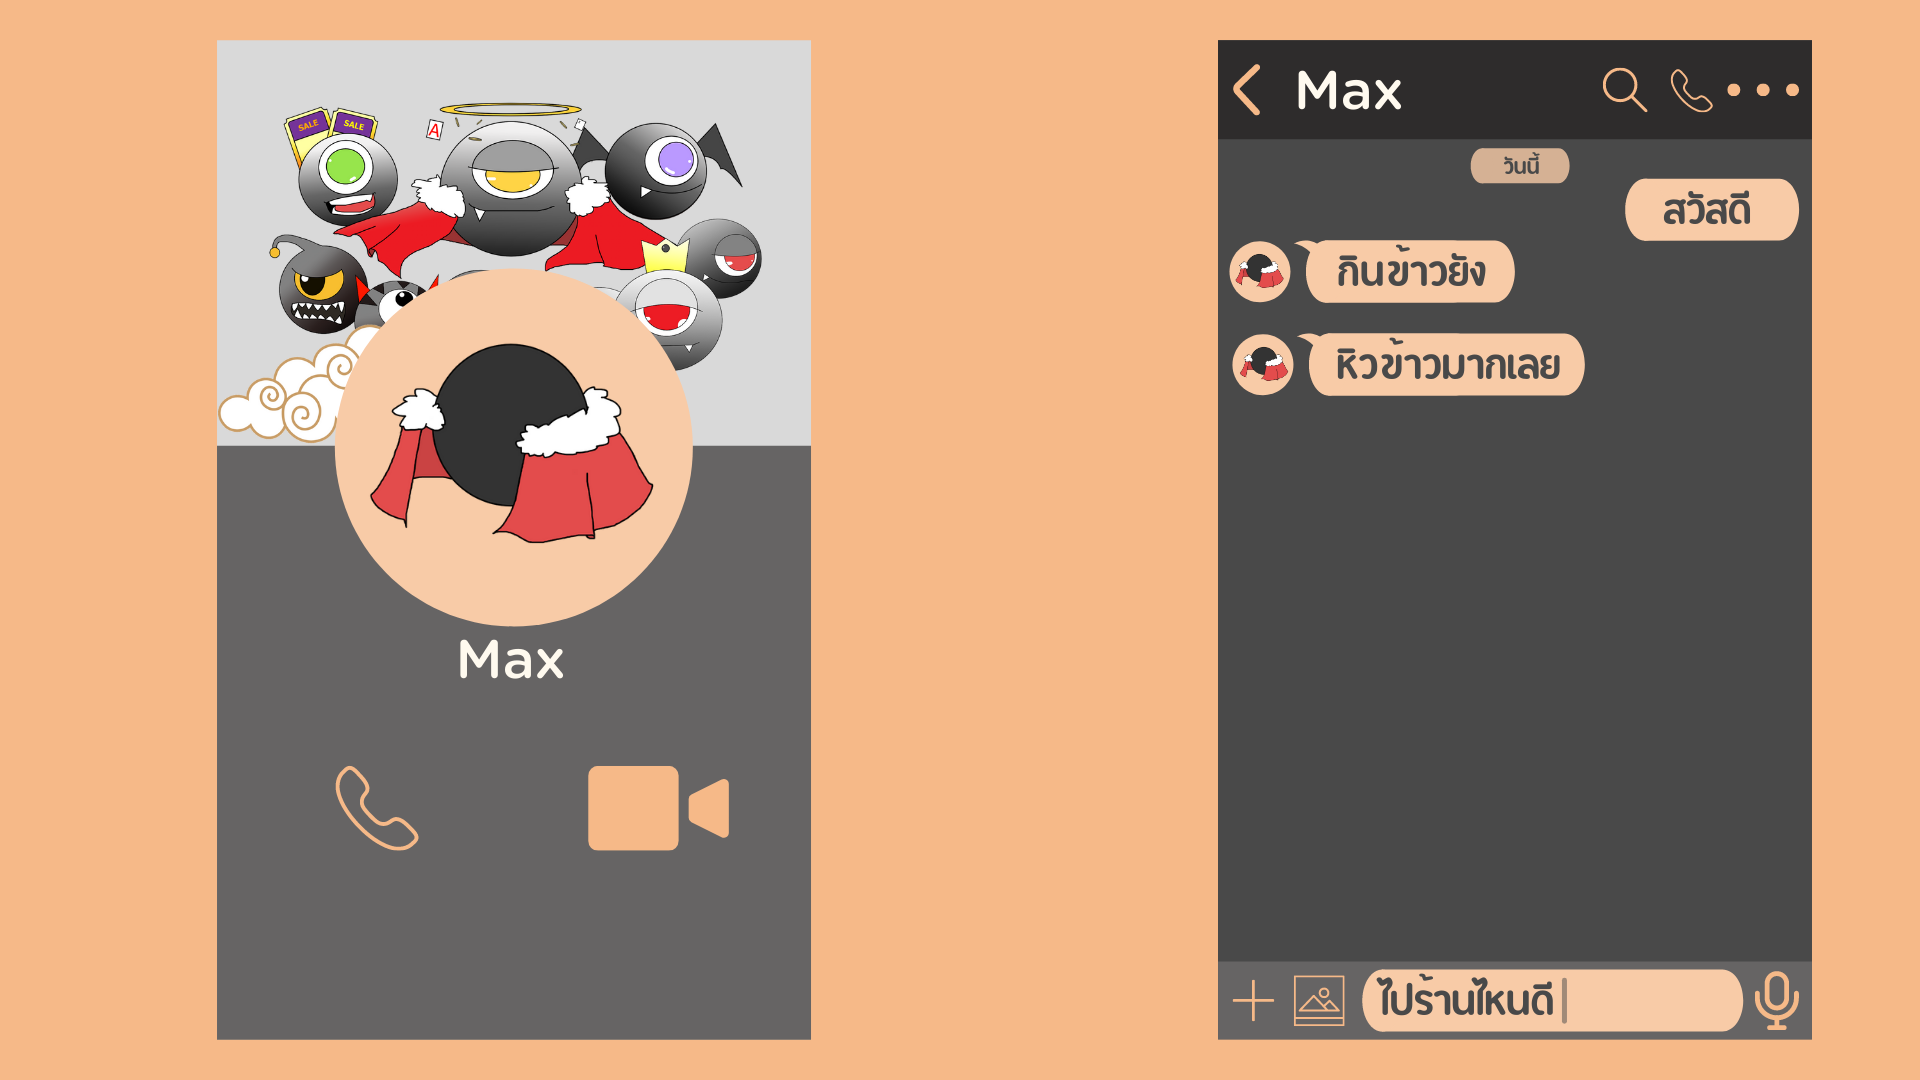 SALE
SALE
A
Max
Max
วันนี้
สวัสดี
กินข้าวยัง
หิวข้าวมากเลย
ไปร้านไหนดี